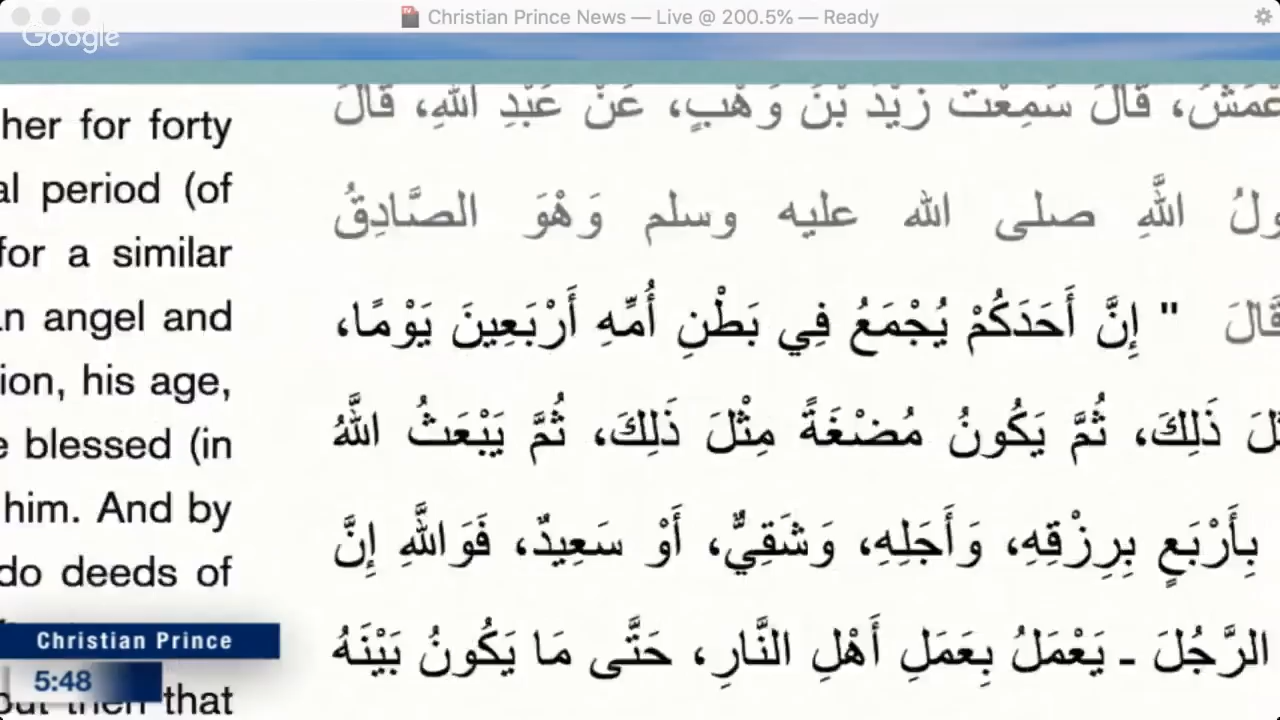 Christian Prince News — Live @ 200.5% — Ready
Google
her for forty
al period (of
for a similar
n angel and
ion, his age,
e blessed (in
him. And by
do deeds of
that
عْمَشُ، قَالَ سَمِعْتُ زَيْدَ بْنَ وَهْبٍ، عَنْ عَبْدِ اللَّهِ، قَالَ
ولُ اللَّهِ صلى الله عليه وسلم وَهْوَ الصَّادِقُ
قَالَ " إِنَّ أَحَدَكُمْ يُجْمَعُ فِي بَطْنِ أُمِّهِ أَرْبَعِينَ يَوْمًا،
ثْلَ ذَلِكَ، ثُمَّ يَكُونُ مُضْغَةً مِثْلَ ذَلِكَ، ثُمَّ يَبْعَثُ اللَّهُ
بِأَرْبَعٍ بِرِزْقِهِ، وَأَجَلِهِ، وَشَقِيٌّ، أَوْ سَعِيدٌ، فَوَاللَّهِ إِنَّ
الرَّجُلَ ـ يَعْمَلُ بِعَمَلِ أَهْلِ النَّارِ، حَتَّى مَا يَكُونُ بَيْنَهُ
Christian Prince
5:48